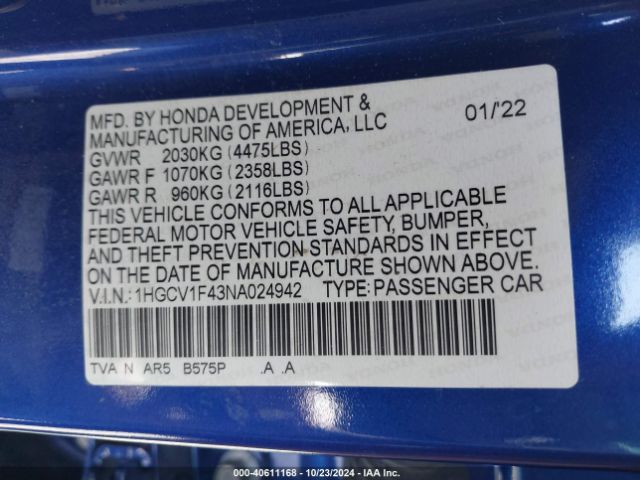 MFD. BY HONDA DEVELOPMENT &
MANUFACTURING OF AMERICA, LLC 01/'22
GVWR 2030KG (4475LBS)
GAWR F 1070KG (2358LBS)
GAWR R 960KG (2116LBS)
THIS VEHICLE CONFORMS TO ALL APPLICABLE
FEDERAL MOTOR VEHICLE SAFETY, BUMPER,
AND THEFT PREVENTION STANDARDS IN EFFECT
ON THE DATE OF MANUFACTURE SHOWN ABOVE.
V.I.N.: 1HGCV1F43NA024942 TYPE: PASSENGER CAR
TVA N AR5 B575P .A .A
000-40611168 - 10/23/2024 - IAA Inc.